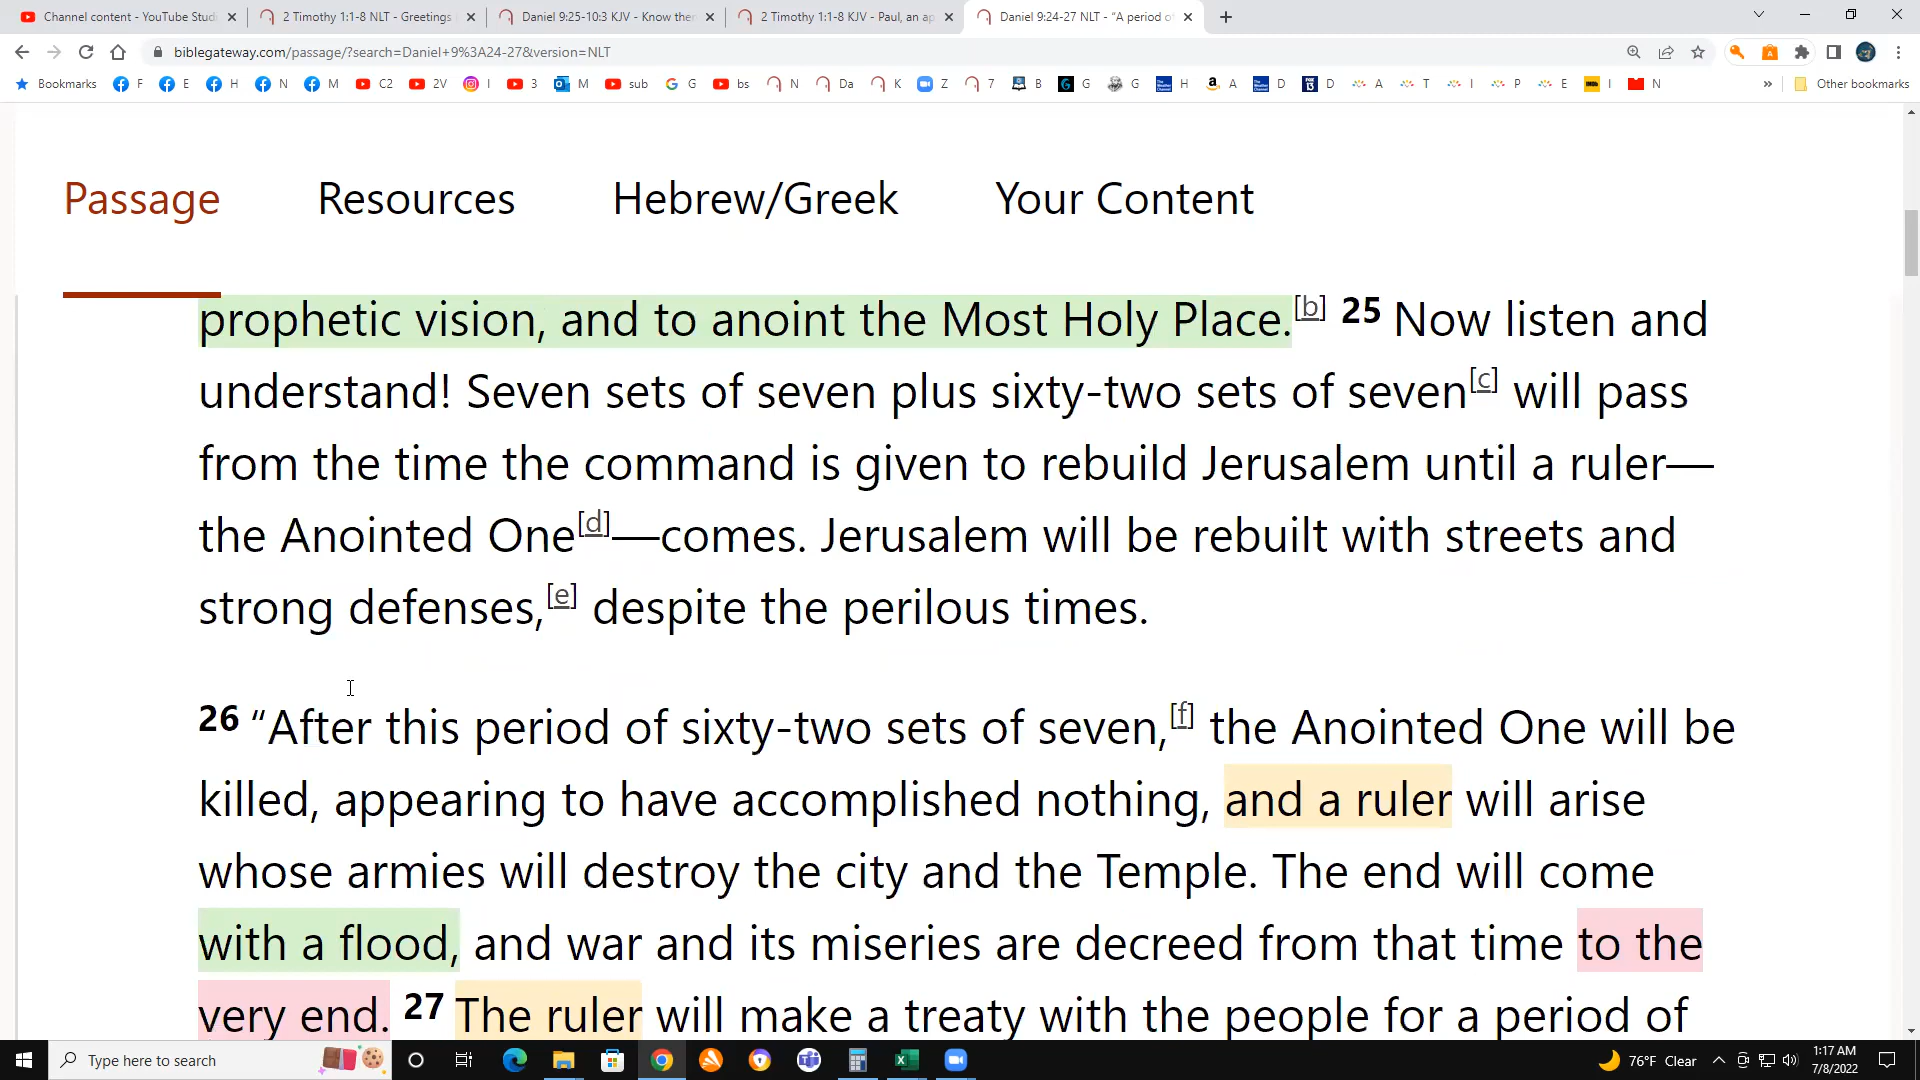 Channel content - YouTube Stud
2 Timothy 1:1-8 NLT - Greetings
Daniel 9:25-10:3 KJV - Know ther
2 Timothy 1:1-8 KJV - Paul, an ap
Daniel 9:24-27 NLT - “A period o
biblegateway.com/passage/?search=Daniel+9%3A24-27&version=NLT
Bookmarks F E H N M C2 2V I 3 M sub G bs N Da K Z 7 B G G H A D D A T I P E I N » Other bookmarks
Passage Resources Hebrew/Greek Your Content
prophetic vision, and to anoint the Most Holy Place.[b] 25 Now listen and
understand! Seven sets of seven plus sixty-two sets of seven[c] will pass
from the time the command is given to rebuild Jerusalem until a ruler—
the Anointed One[d]—comes. Jerusalem will be rebuilt with streets and
strong defenses,[e] despite the perilous times.
26 “After this period of sixty-two sets of seven,[f] the Anointed One will be
killed, appearing to have accomplished nothing, and a ruler will arise
whose armies will destroy the city and the Temple. The end will come
with a flood, and war and its miseries are decreed from that time to the
very end. 27 The ruler will make a treaty with the people for a period of
Type here to search
76°F Clear
1:17 AM
7/8/2022